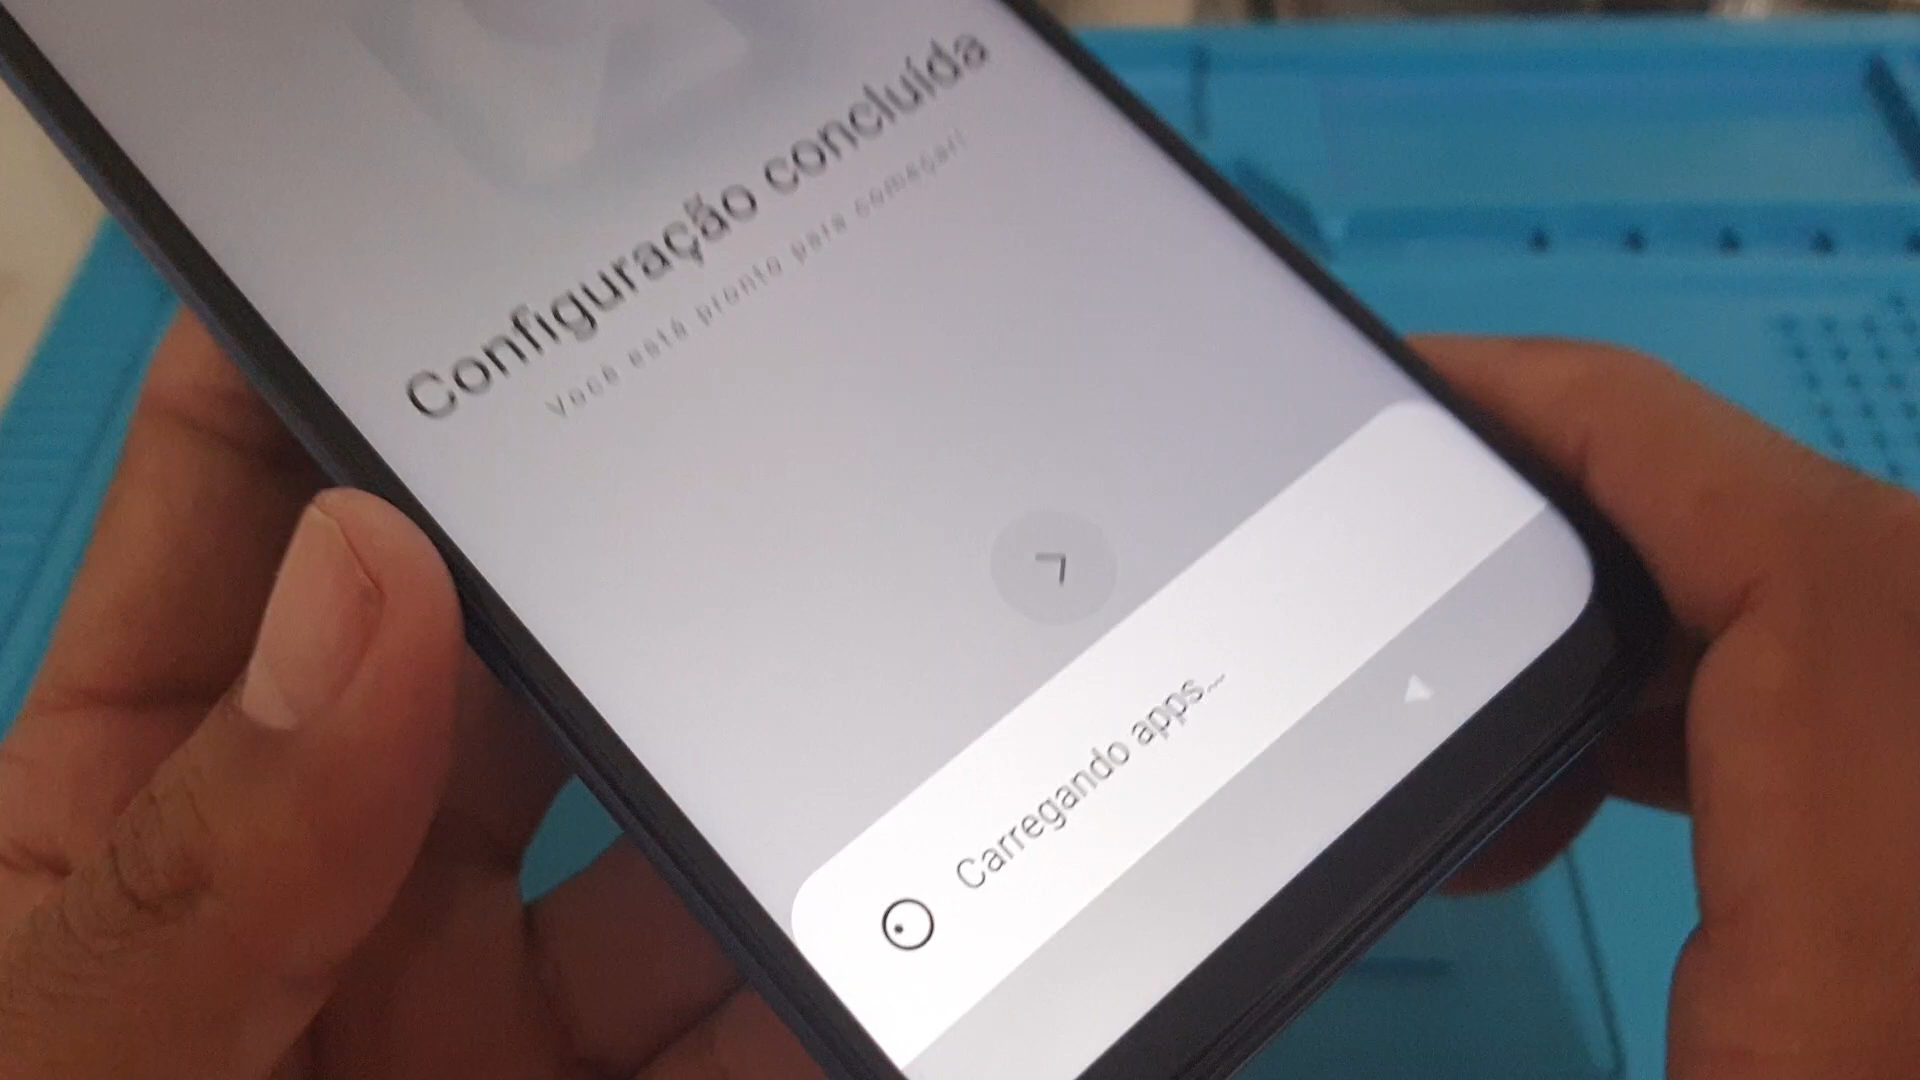 Configuração concluída
Você está pronto para começar!
Carregando apps...